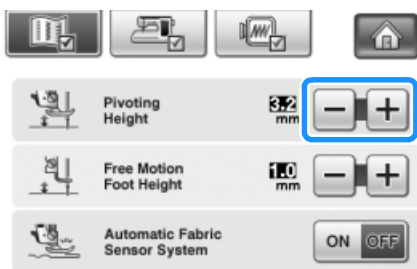 Pivoting
Height
3.2
mm
− +
Free Motion
Foot Height
1.0
mm
− +
Automatic Fabric
Sensor System
ON OFF